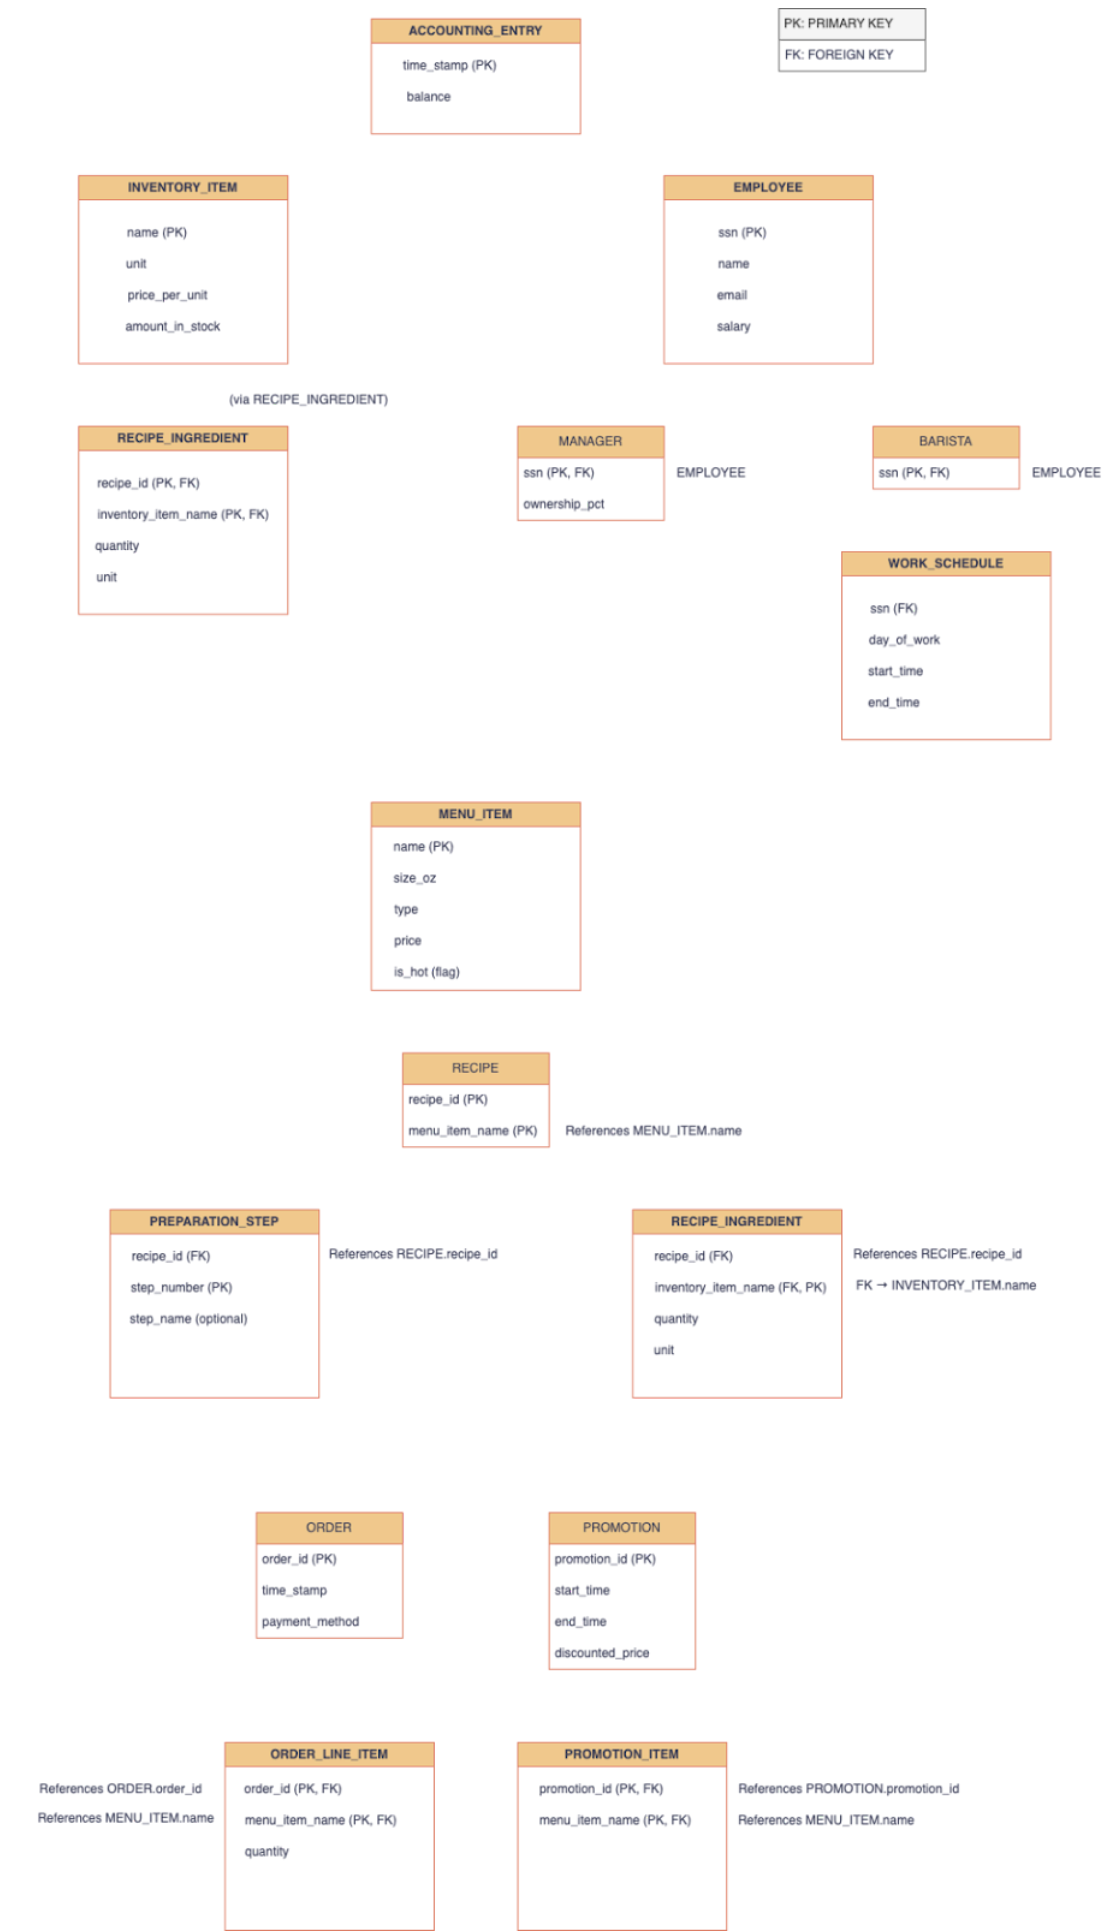 ACCOUNTING_ENTRY
time_stamp (PK)
balance
PK: PRIMARY KEY
FK: FOREIGN KEY
INVENTORY_ITEM
name (PK)
unit
price_per_unit
amount_in_stock
EMPLOYEE
ssn (PK)
name
email
salary
(via RECIPE_INGREDIENT)
RECIPE_INGREDIENT
recipe_id (PK, FK)
inventory_item_name (PK, FK)
quantity
unit
MANAGER
ssn (PK, FK)
ownership_pct
EMPLOYEE
BARISTA
ssn (PK, FK)
EMPLOYEE
WORK_SCHEDULE
ssn (FK)
day_of_work
start_time
end_time
MENU_ITEM
name (PK)
size_oz
type
price
is_hot (flag)
RECIPE
recipe_id (PK)
menu_item_name (PK)
References MENU_ITEM.name
PREPARATION_STEP
recipe_id (FK)
References RECIPE.recipe_id
step_number (PK)
step_name (optional)
RECIPE_INGREDIENT
recipe_id (FK)
References RECIPE.recipe_id
inventory_item_name (FK, PK)
FK → INVENTORY_ITEM.name
quantity
unit
ORDER
order_id (PK)
time_stamp
payment_method
PROMOTION
promotion_id (PK)
start_time
end_time
discounted_price
ORDER_LINE_ITEM
References ORDER.order_id
order_id (PK, FK)
References MENU_ITEM.name
menu_item_name (PK, FK)
quantity
PROMOTION_ITEM
promotion_id (PK, FK)
References PROMOTION.promotion_id
menu_item_name (PK, FK)
References MENU_ITEM.name